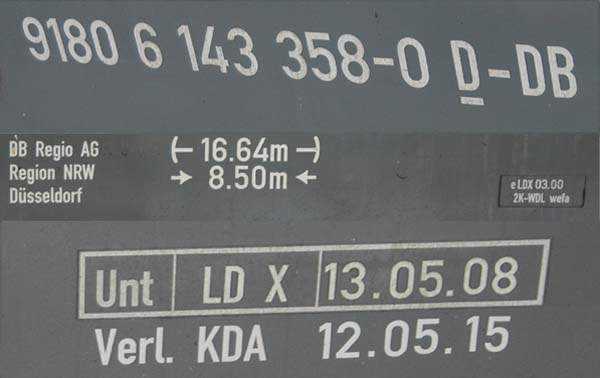 9180 6 143 358-0 D-DB
DB Regio AG
Region NRW
Düsseldorf
(– 16.64m –)
→ 8.50m ←
e LDX 03.00
2K-WDL wefa
Unt LD X 13.05.08
Verl. KDA 12.05.15